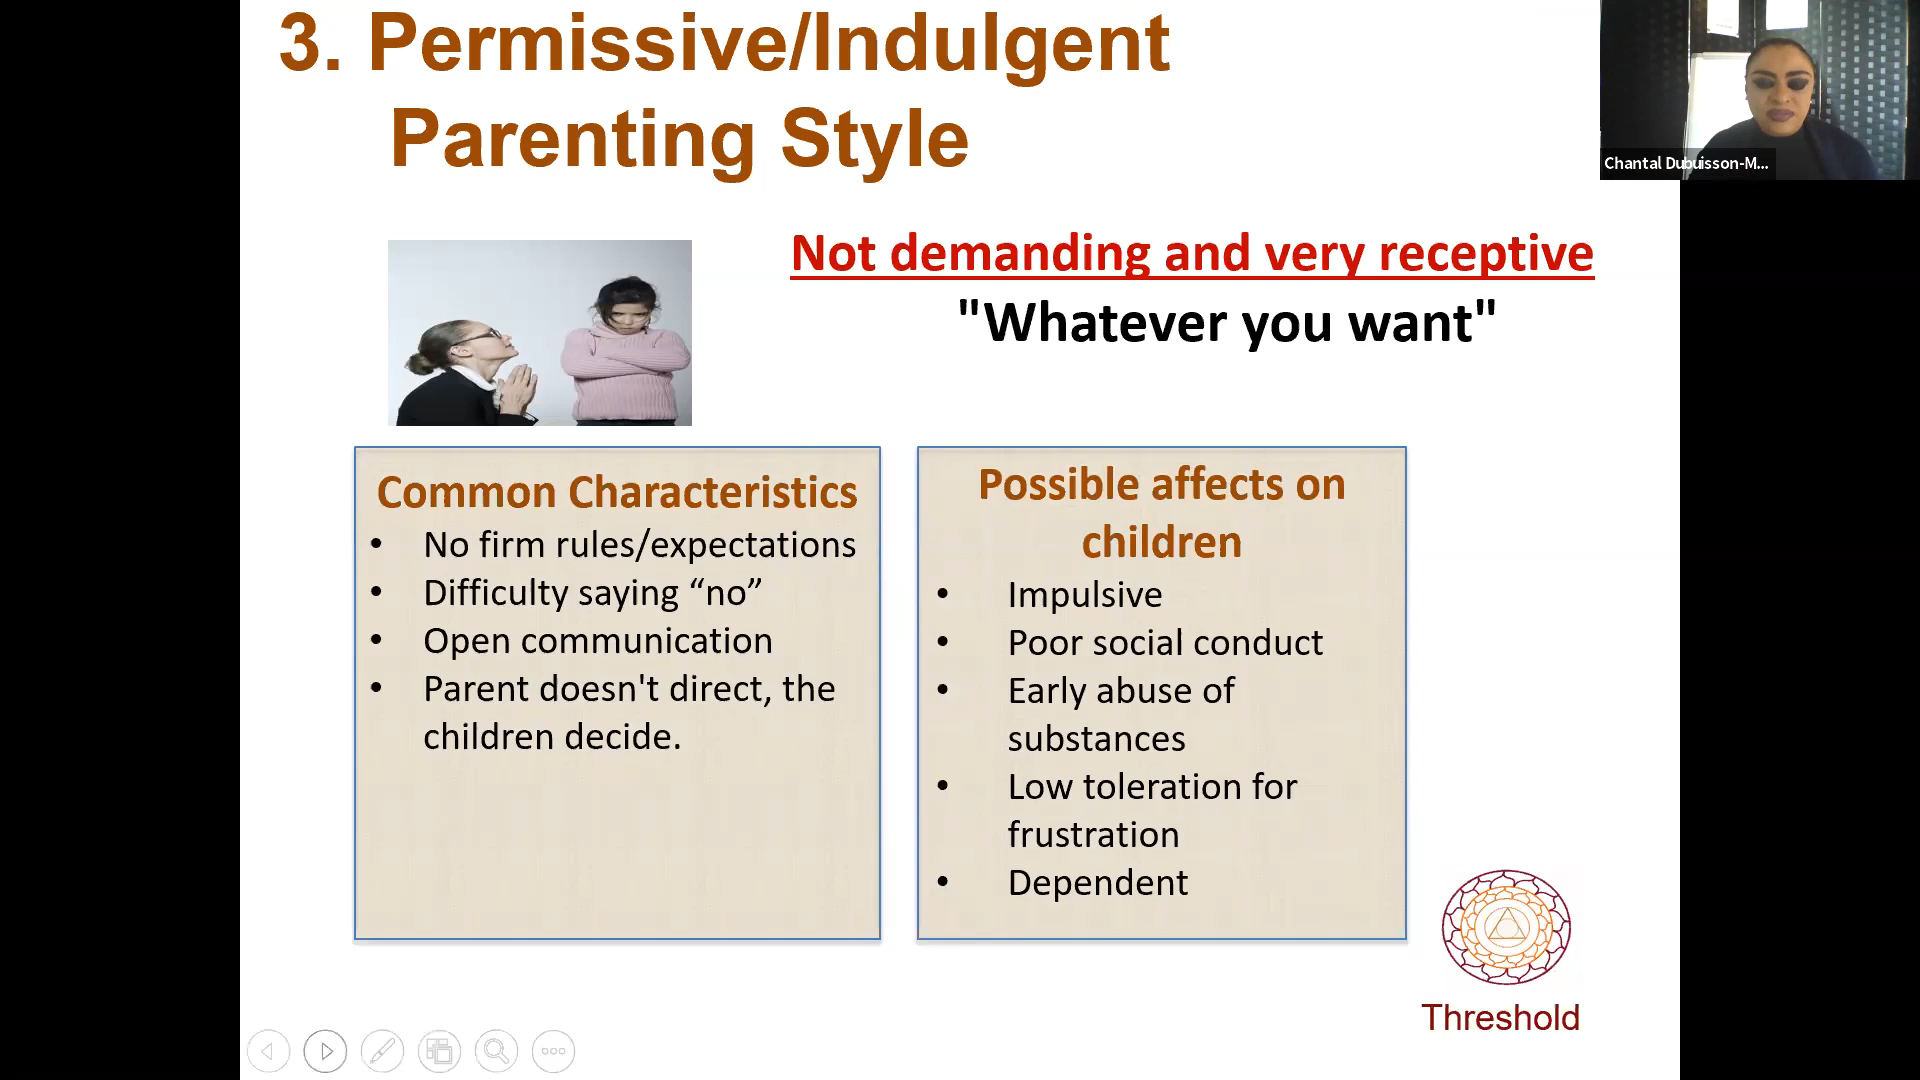 3. Permissive/Indulgent
Parenting Style
Chantal Dubuisson-M...
Not demanding and very receptive
"Whatever you want"
Common Characteristics
• No firm rules/expectations
• Difficulty saying “no”
• Open communication
• Parent doesn't direct, the
children decide.
Possible affects on
children
• Impulsive
• Poor social conduct
• Early abuse of
substances
• Low toleration for
frustration
• Dependent
Threshold